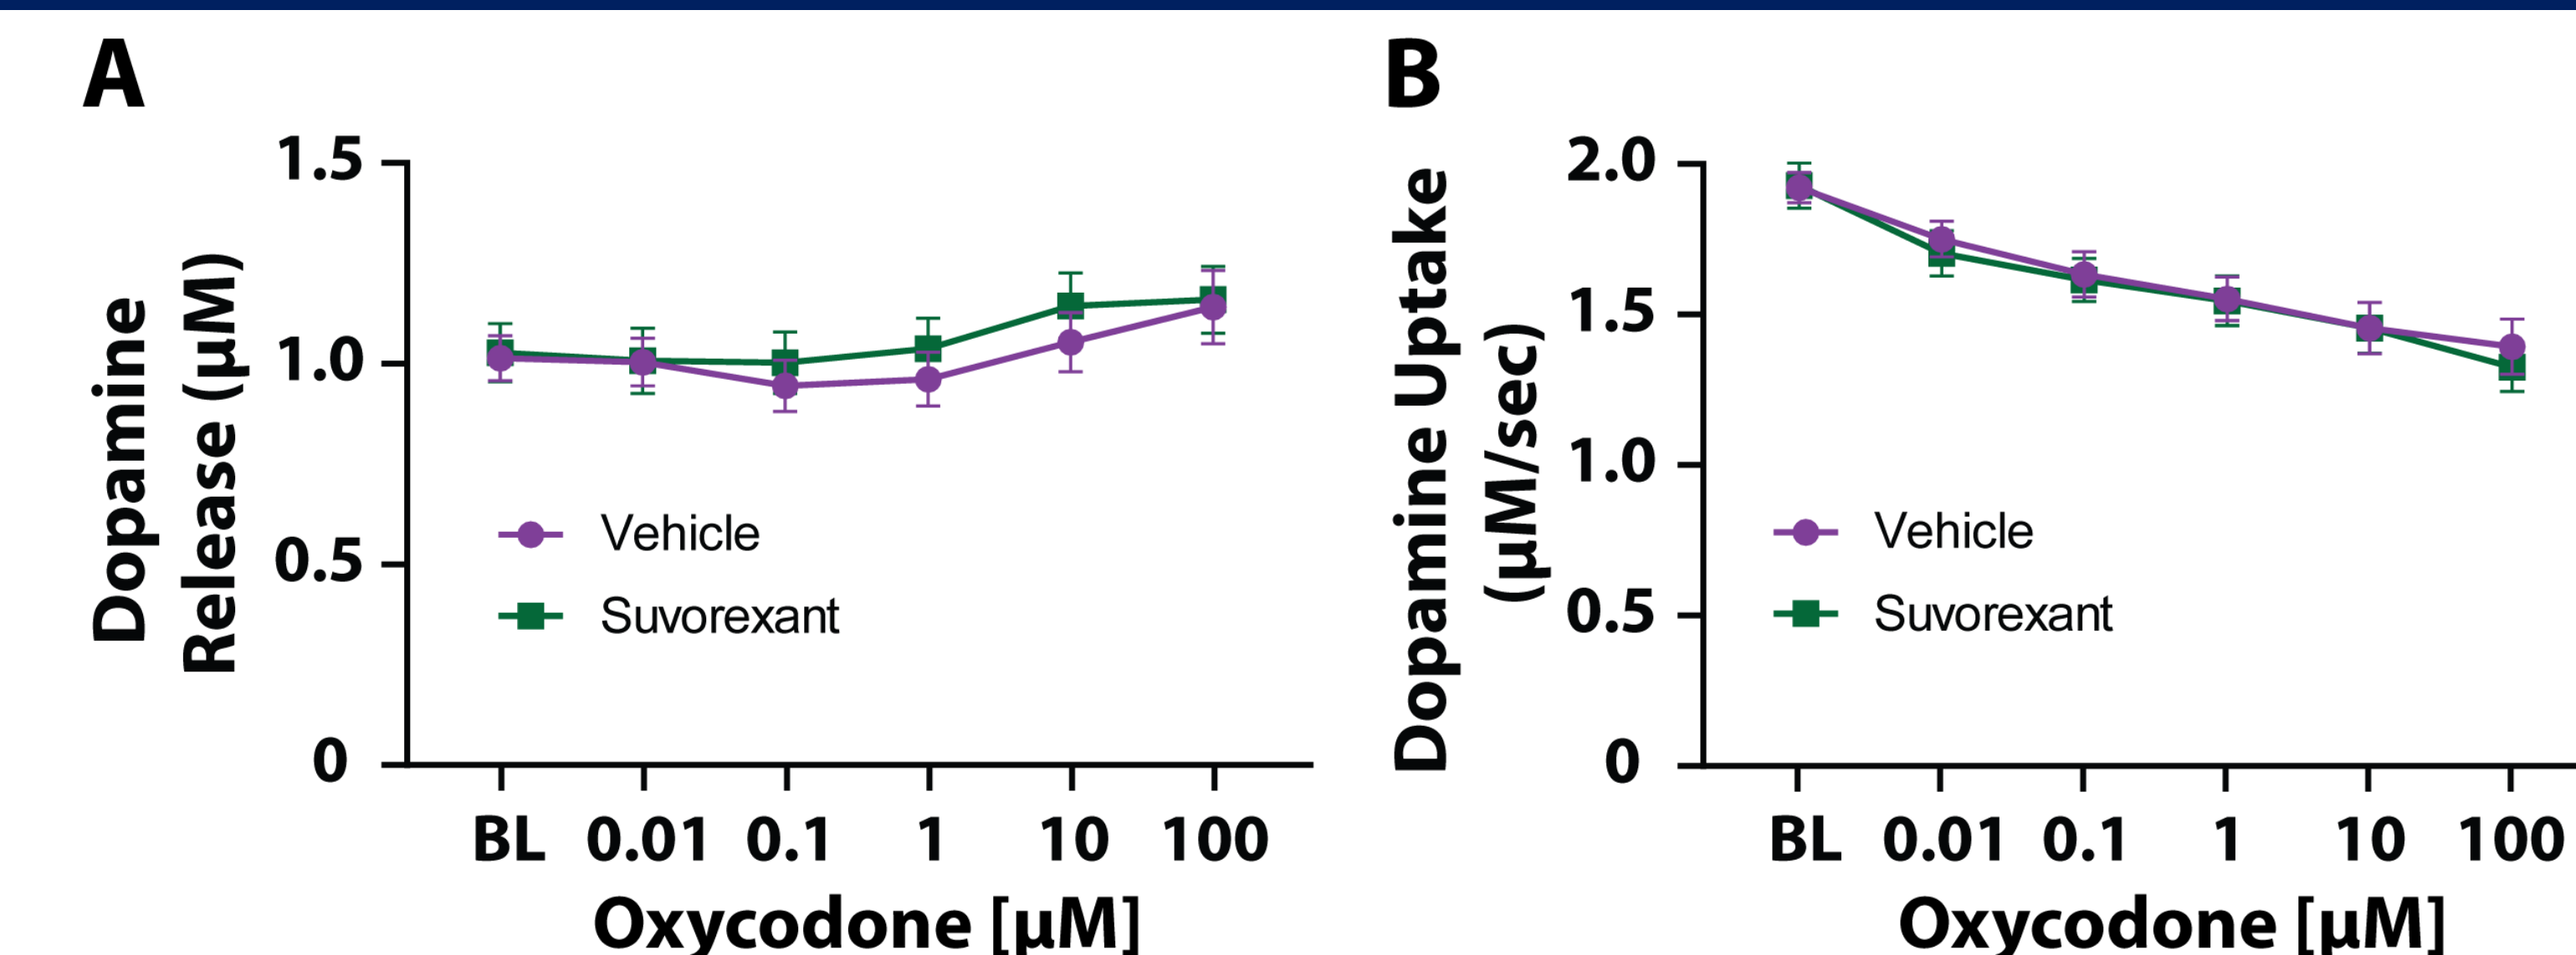 A
Dopamine
Release (µM)
1.5
1.0
0.5
0
Vehicle
Suvorexant
BL 0.01 0.1 1 10 100
Oxycodone [µM]
B
Dopamine Uptake
(µM/sec)
2.0
1.5
1.0
0.5
0
Vehicle
Suvorexant
BL 0.01 0.1 1 10 100
Oxycodone [µM]